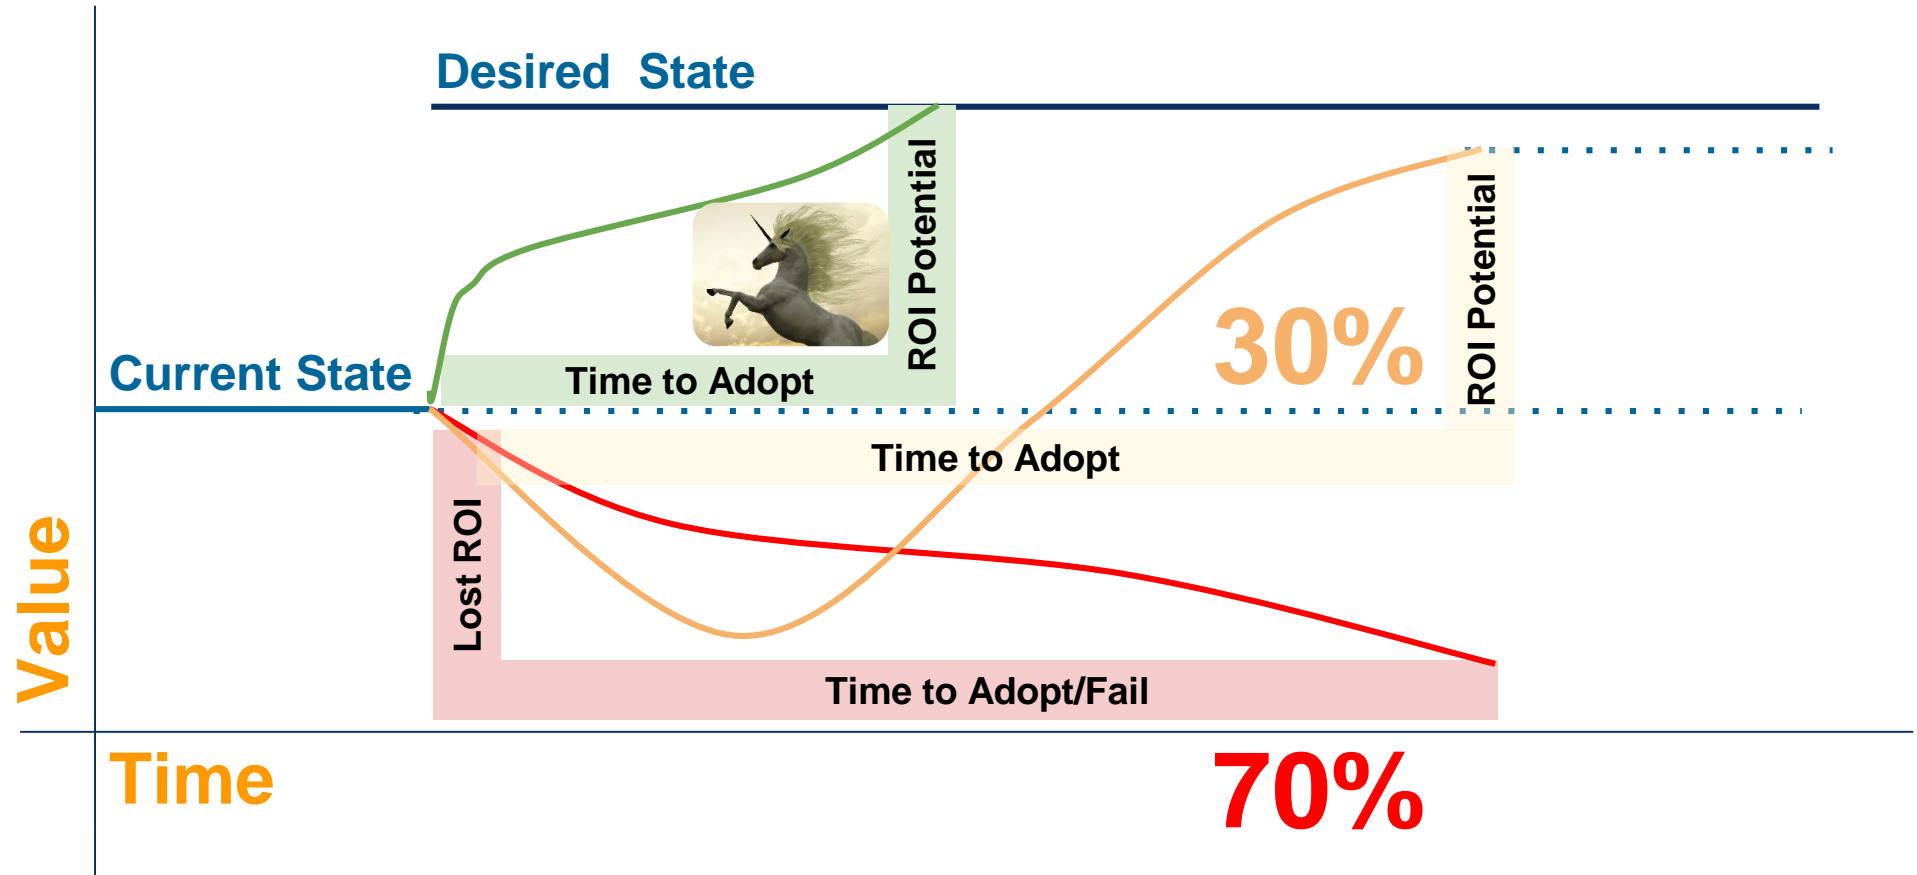 Desired State
ROI Potential
ROI Potential
30%
Current State
Time to Adopt
Time to Adopt
Lost ROI
Value
Time to Adopt/Fail
Time
70%